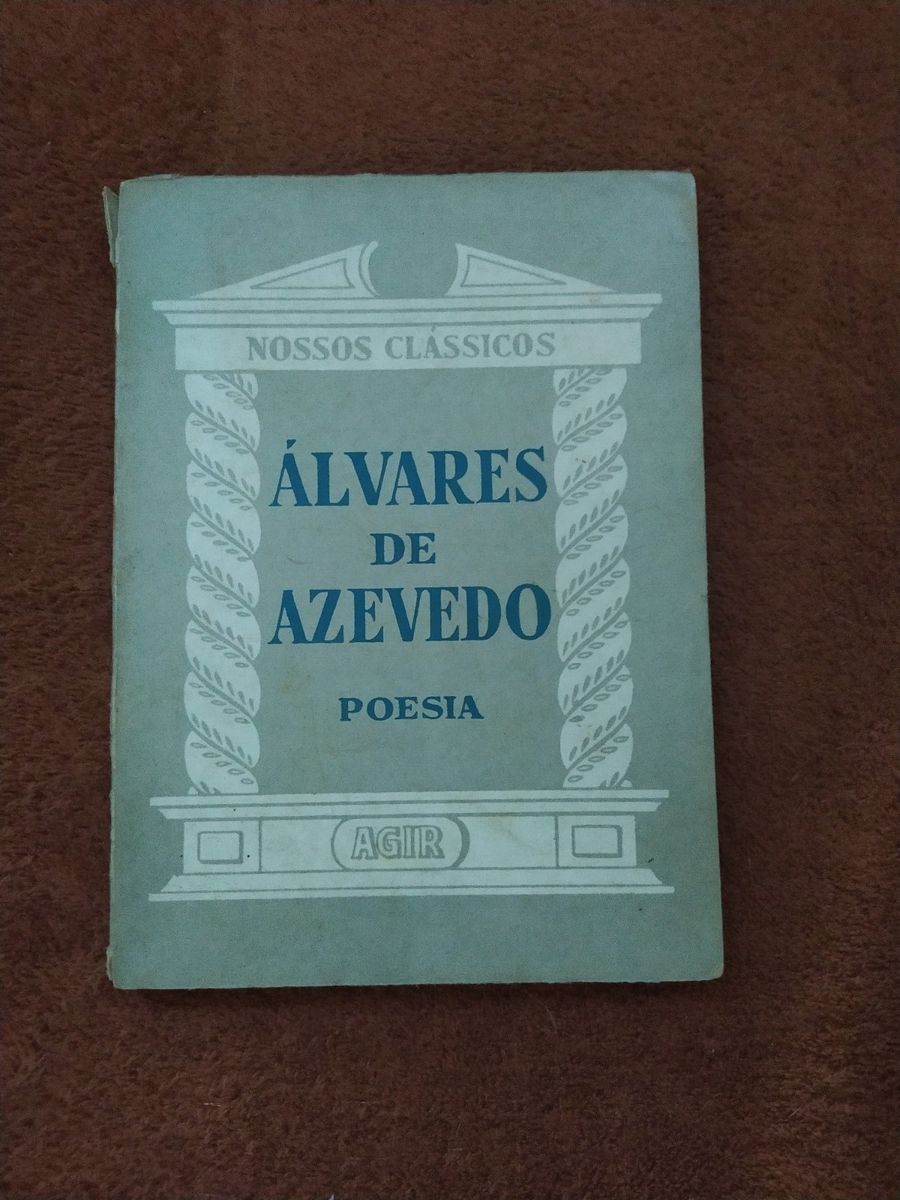 NOSSOS CLÁSSICOS
ÁLVARES
DE
AZEVEDO
POESIA
AGIR